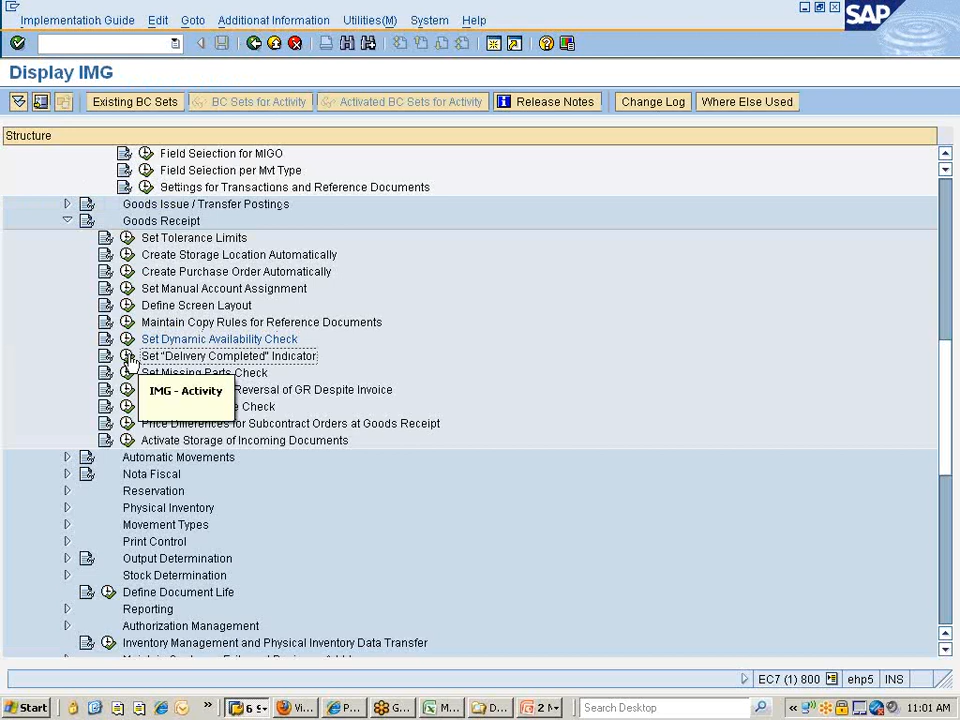 Implementation Guide Edit Goto Additional Information Utilities(M) System Help
SAP
Display IMG
Existing BC Sets BC Sets for Activity Activated BC Sets for Activity Release Notes Change Log Where Else Used
Structure
Field Selection for MIGO
Field Selection per Mvt Type
Settings for Transactions and Reference Documents
Goods Issue / Transfer Postings
Goods Receipt
Set Tolerance Limits
Create Storage Location Automatically
Create Purchase Order Automatically
Set Manual Account Assignment
Define Screen Layout
Maintain Copy Rules for Reference Documents
Set Dynamic Availability Check
Set "Delivery Completed" Indicator
Set Missing Parts Check
IMG - Activity
Reversal of GR Despite Invoice
Check
Price Differences for Subcontract Orders at Goods Receipt
Activate Storage of Incoming Documents
Automatic Movements
Nota Fiscal
Reservation
Physical Inventory
Movement Types
Print Control
Output Determination
Stock Determination
Define Document Life
Reporting
Authorization Management
Inventory Management and Physical Inventory Data Transfer
EC7 (1) 800 ehp5 INS
Start » 6 S Vi... P... G... M... D... 2 M Search Desktop « 11:01 AM